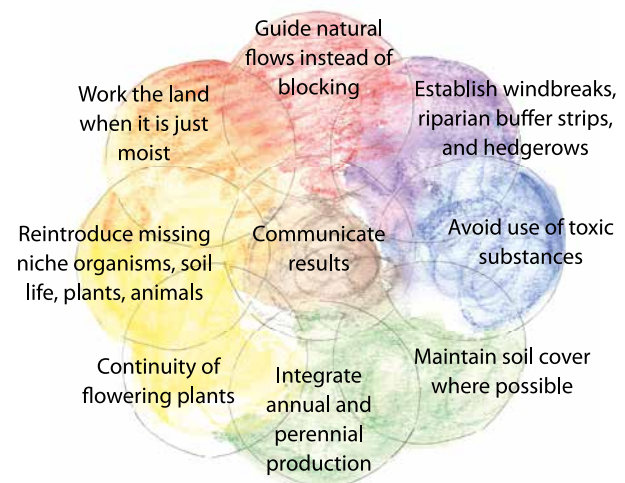 Guide natural
flows instead of
blocking
Work the land
when it is just
moist
Establish windbreaks,
riparian buffer strips,
and hedgerows
Reintroduce missing
niche organisms, soil
life, plants, animals
Communicate
results
Avoid use of toxic
substances
Continuity of
flowering plants
Integrate
annual and
perennial
production
Maintain soil cover
where possible